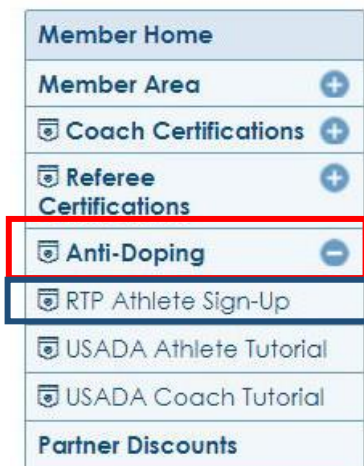 Member Home
Member Area
Coach Certifications
Referee
Certifications
Anti-Doping
RTP Athlete Sign-Up
USADA Athlete Tutorial
USADA Coach Tutorial
Partner Discounts